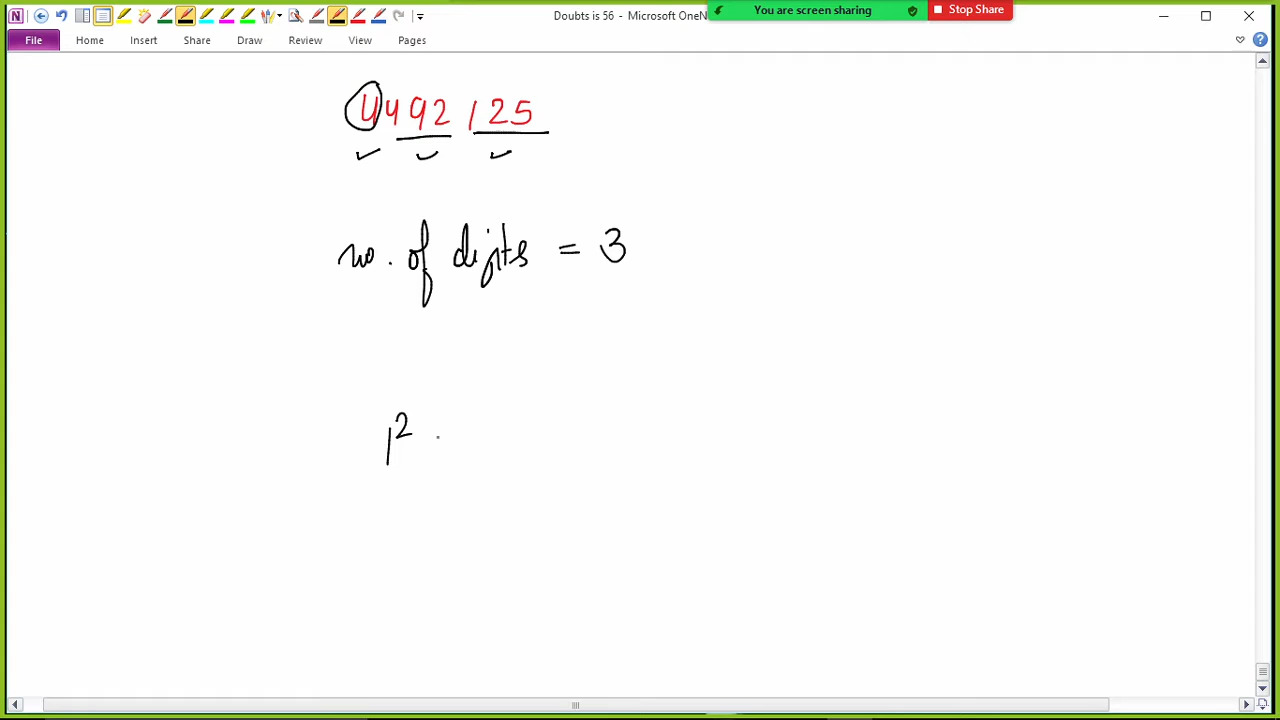 Doubts is 56 - Microsoft OneN
You are screen sharing
Stop Share
File Home Insert Share Draw Review View Pages
4492125
no. of digits = 3
1²